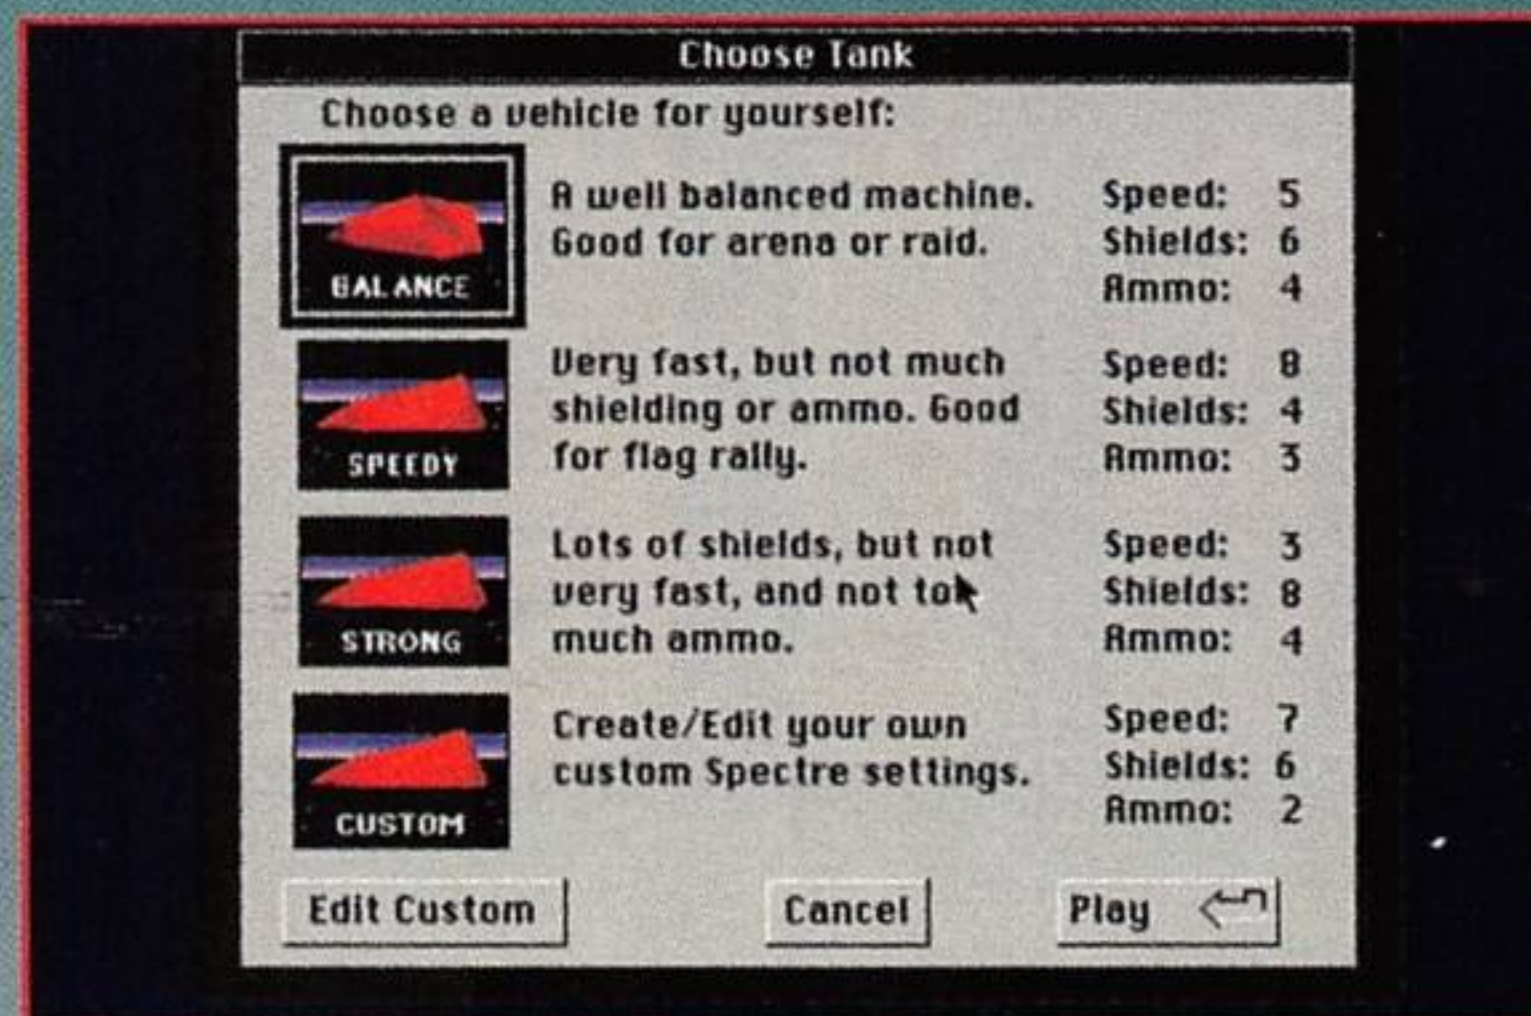 Choose Tank
Choose a vehicle for yourself:
BALANCE
A well balanced machine.
Good for arena or raid.
Speed: 5
Shields: 6
Ammo: 4
SPEEDY
Very fast, but not much
shielding or ammo. Good
for flag rally.
Speed: 8
Shields: 4
Ammo: 3
STRONG
Lots of shields, but not
very fast, and not too
much ammo.
Speed: 3
Shields: 8
Ammo: 4
CUSTOM
Create/Edit your own
custom Spectre settings.
Speed: 7
Shields: 6
Ammo: 2
Edit Custom
Cancel
Play